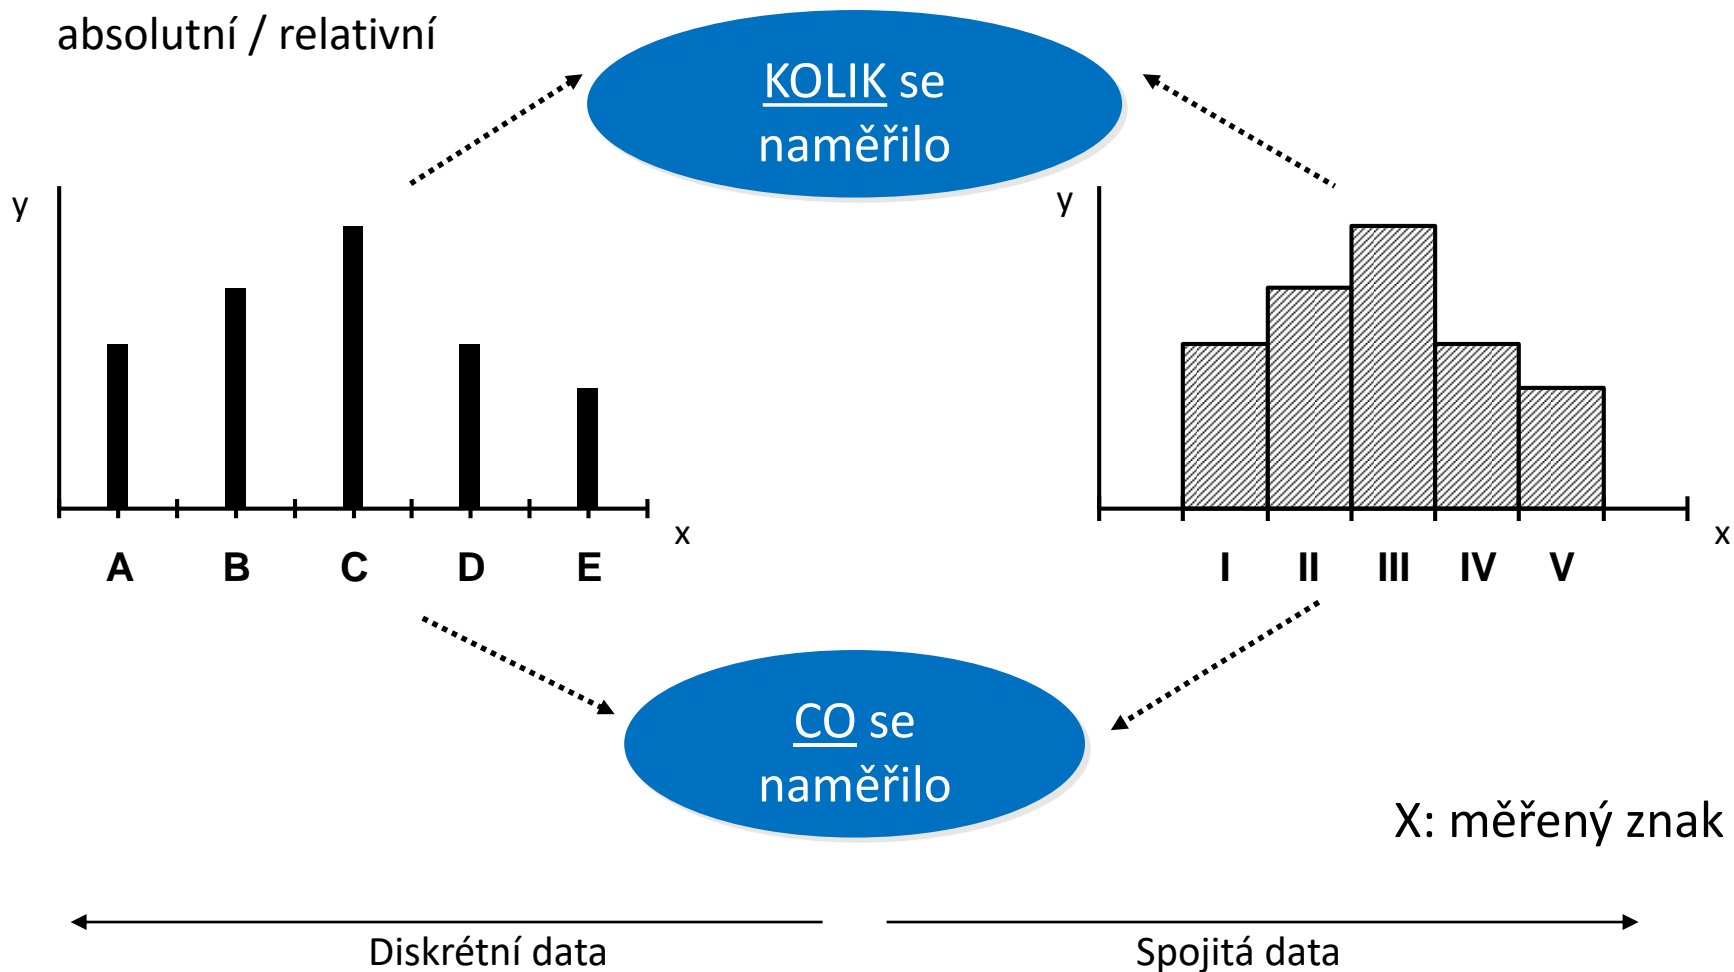 absolutní / relativní
KOLIK se
naměřilo
y
x
A B C D E
y
x
I II III IV V
CO se
naměřilo
X: měřený znak
Diskrétní data
Spojitá data